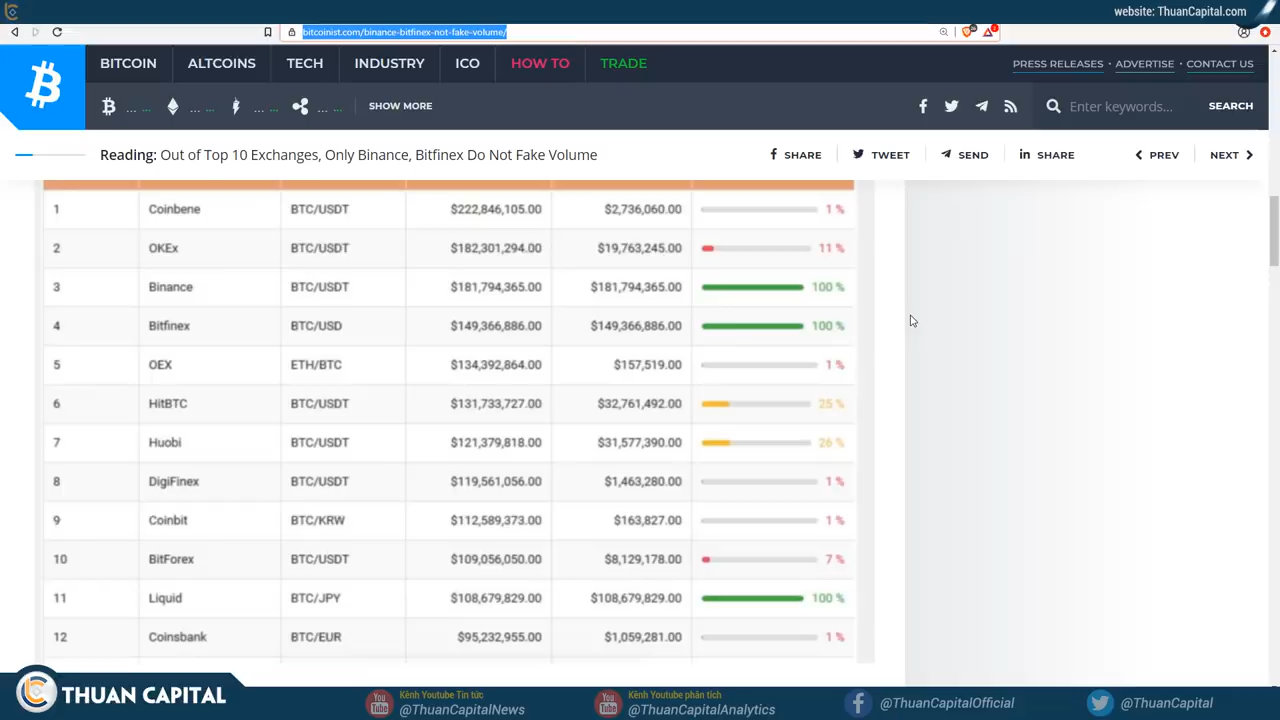 website: ThuanCapital.com
bitcoinist.com/binance-bitfinex-not-fake-volume/
BITCOIN ALTCOINS TECH INDUSTRY ICO HOW TO TRADE
PRESS RELEASES · ADVERTISE · CONTACT US
... ... ... ... ... ... ... ... SHOW MORE
Enter keywords... SEARCH
Reading: Out of Top 10 Exchanges, Only Binance, Bitfinex Do Not Fake Volume
SHARE TWEET SEND SHARE PREV NEXT
1 Coinbene BTC/USDT $222,846,105.00 $2,736,060.00 1 %
2 OKEx BTC/USDT $182,301,294.00 $19,763,245.00 11 %
3 Binance BTC/USDT $181,794,365.00 $181,794,365.00 100 %
4 Bitfinex BTC/USD $149,366,886.00 $149,366,886.00 100 %
5 OEX ETH/BTC $134,392,864.00 $157,519.00 1 %
6 HitBTC BTC/USDT $131,733,727.00 $32,761,492.00 25 %
7 Huobi BTC/USDT $121,379,818.00 $31,577,390.00 26 %
8 DigiFinex BTC/USDT $119,561,056.00 $1,463,280.00 1 %
9 Coinbit BTC/KRW $112,589,373.00 $163,827.00 1 %
10 BitForex BTC/USDT $109,056,050.00 $8,129,178.00 7 %
11 Liquid BTC/JPY $108,679,829.00 $108,679,829.00 100 %
12 Coinsbank BTC/EUR $95,232,955.00 $1,059,281.00 1 %
THUAN CAPITAL
You Tube
Kênh Youtube Tin tức:
@ThuanCapitalNews
You Tube
Kênh Youtube phân tích
@ThuanCapitalAnalytics
@ThuanCapitalOfficial
@ThuanCapital